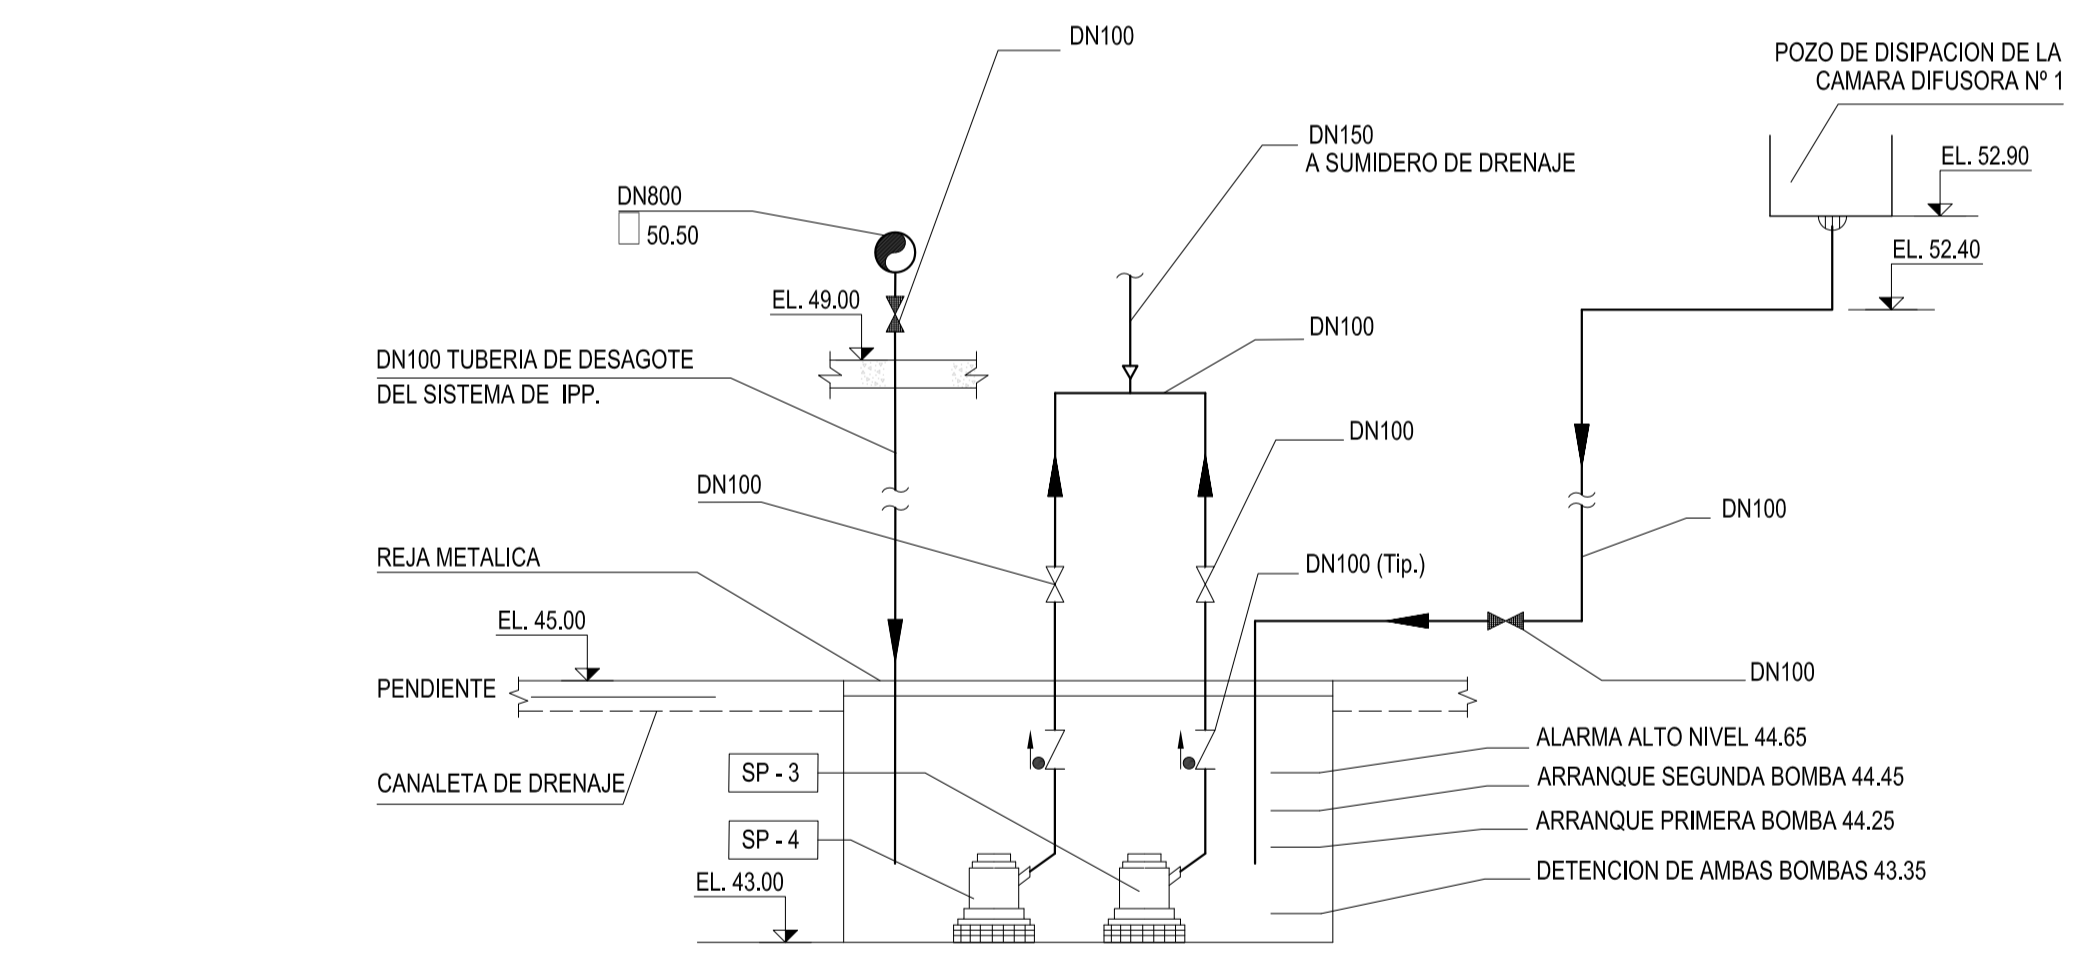 DN100
POZO DE DISIPACION DE LA
CAMARA DIFUSORA Nº 1
DN150
A SUMIDERO DE DRENAJE
EL. 52.90
DN800
50.50
EL. 52.40
EL. 49.00
DN100
DN100 TUBERIA DE DESAGOTE
DEL SISTEMA DE IPP.
DN100
DN100
DN100
REJA METALICA
DN100 (Tip.)
EL. 45.00
DN100
PENDIENTE
ALARMA ALTO NIVEL 44.65
SP - 3
ARRANQUE SEGUNDA BOMBA 44.45
CANALETA DE DRENAJE
ARRANQUE PRIMERA BOMBA 44.25
SP - 4
DETENCION DE AMBAS BOMBAS 43.35
EL. 43.00